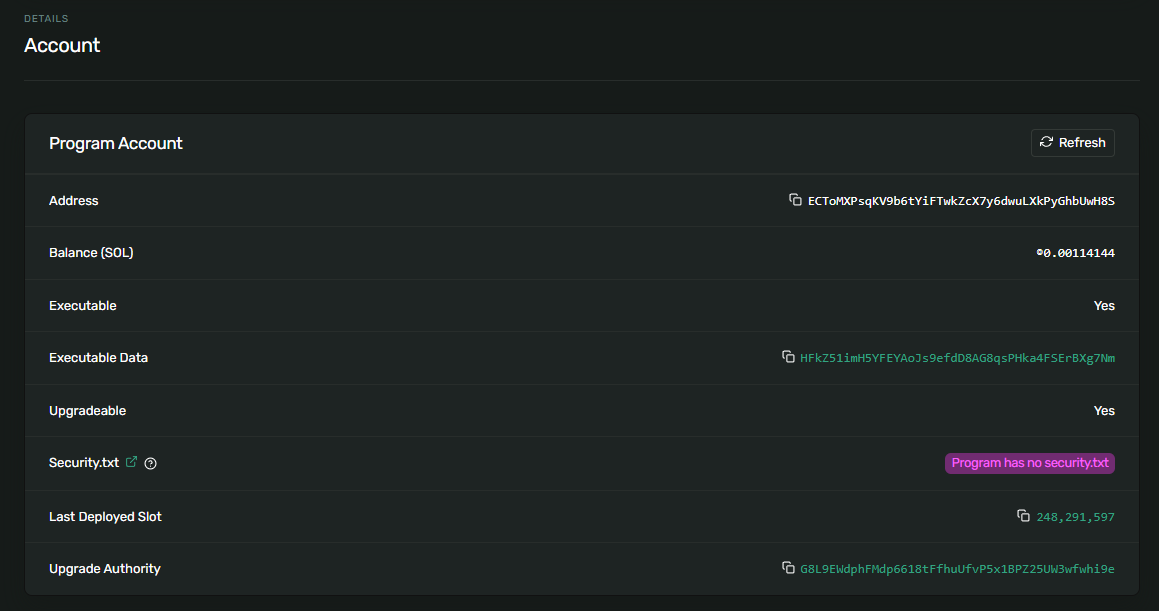 DETAILS
Account
Program Account
Refresh
Address ECToMXPsqKV9b6tYiFTwkZcX7y6dwuLXkPyGhbUwH8S
Balance (SOL) ◎0.00114144
Executable Yes
Executable Data HFkZ51imH5YFEYAoJs9efdD8AG8qsPHka4FSErBXg7Nm
Upgradeable Yes
Security.txt Program has no security.txt
Last Deployed Slot 248,291,597
Upgrade Authority G8L9EWdphFMdp6618tFfhuUfvP5x1BPZ25UW3wfwhi9e